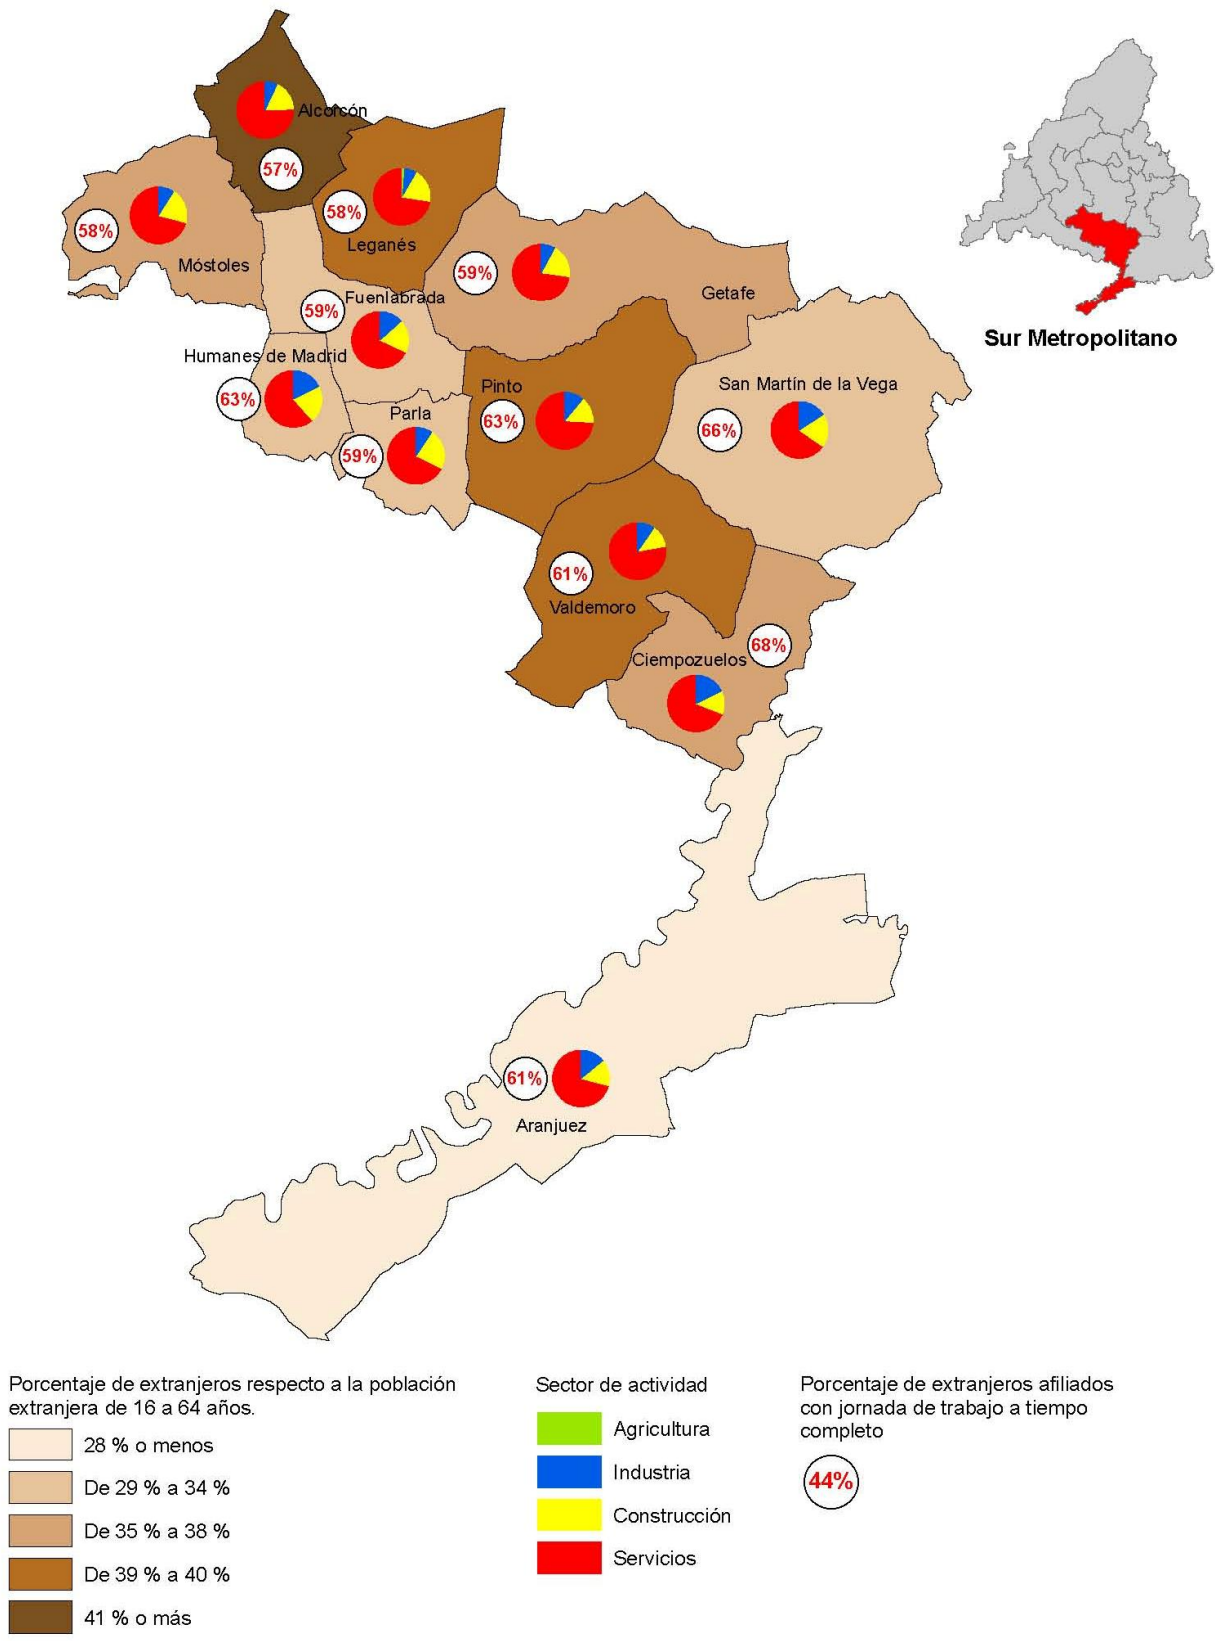 Alcorcón
57%
58%
Leganés
58%
Móstoles
59%
Getafe
Fuenlabrada
59%
Sur Metropolitano
Humanes de Madrid
63%
Pinto
63%
San Martín de la Vega
66%
Parla
59%
61%
Valdemoro
68%
Ciempozuelos
61%
Aranjuez
Porcentaje de extranjeros respecto a la población
extranjera de 16 a 64 años.
28 % o menos
De 29 % a 34 %
De 35 % a 38 %
De 39 % a 40 %
41 % o más
Sector de actividad
Agricultura
Industria
Construcción
Servicios
Porcentaje de extranjeros afiliados
con jornada de trabajo a tiempo
completo
44%